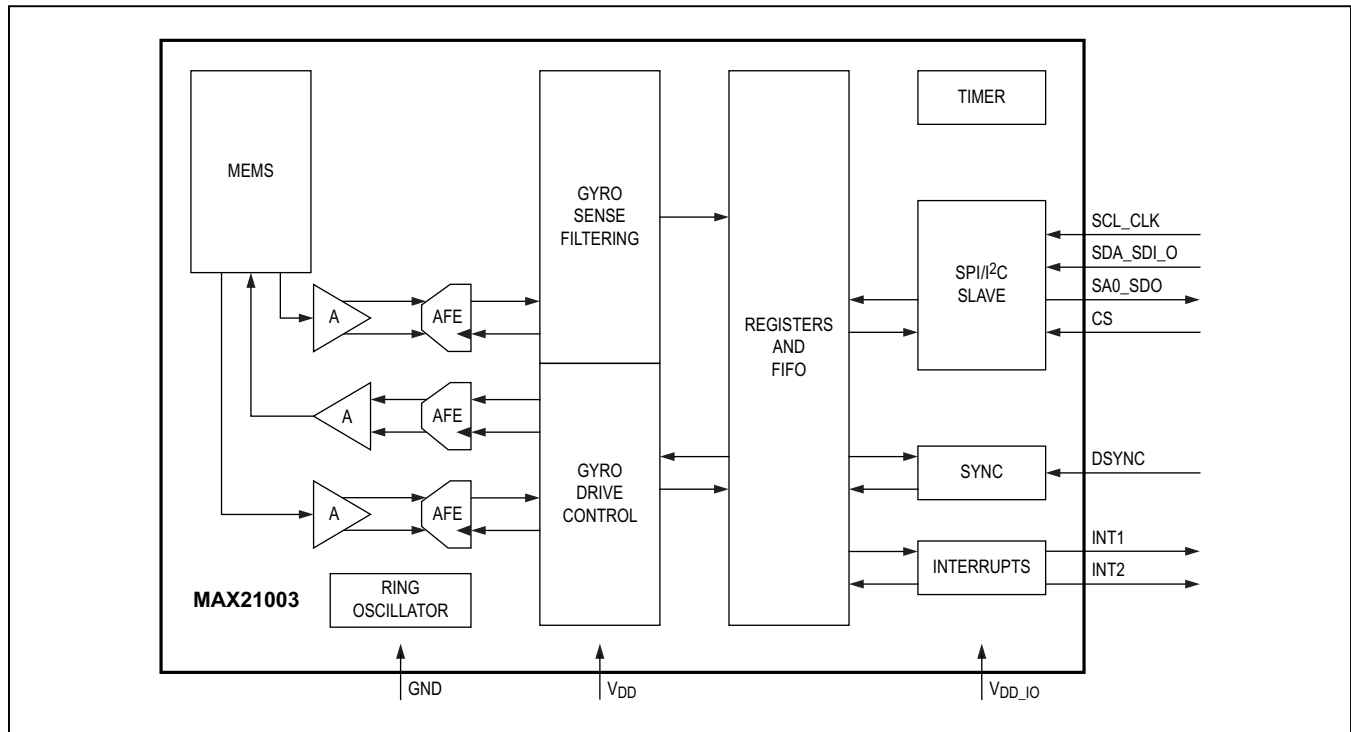 MEMS
GYRO
SENSE
FILTERING
TIMER
SPI/I²C
SLAVE
SCL_CLK
SDA_SDI_O
SA0_SDO
CS
A
AFE
REGISTERS
AND
FIFO
A
AFE
GYRO
DRIVE
CONTROL
SYNC
DSYNC
A
AFE
INTERRUPTS
INT1
INT2
RING
OSCILLATOR
MAX21003
GND
VDD
VDD_IO